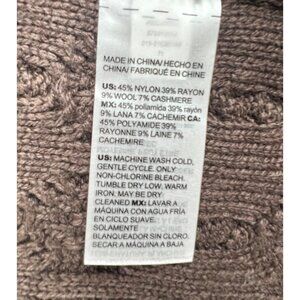 MADE IN CHINA/HECHO EN
CHINA/ FABRIQUÉ EN CHINE
US: 45% NYLON 39% RAYON
9% WOOL 7% CASHMERE
MX: 45% poliamida 39% rayón
9% LANA 7% CACHEMIR CA:
45% POLYAMIDE 39%
RAYONNE 9% LAINE 7%
CACHEMIRE
US: MACHINE WASH COLD,
GENTLE CYCLE. ONLY
NON-CHLORINE BLEACH.
TUMBLE DRY LOW. WARM
IRON. MAY BE DRY
CLEANED MX: LAVAR A
MÁQUINA CON AGUA FRÍA
EN CICLO SUAVE.
SOLAMENTE
BLANQUEADOR SIN CLORO.
SECAR A MÁQUINA A BAJA